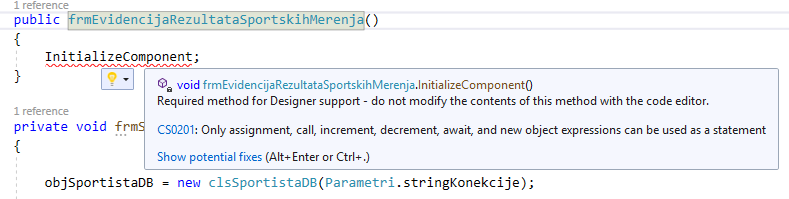 1 reference
public frmEvidencijaRezultataSportskihMerenja()
{
InitializeComponent;
}
void frmEvidencijaRezultataSportskihMerenja.InitializeComponent()
Required method for Designer support - do not modify the contents of this method with the code editor.
CS0201: Only assignment, call, increment, decrement, await, and new object expressions can be used as a statement
Show potential fixes (Alt+Enter or Ctrl+.)
1 reference
private void frmS
{
objSportistaDB = new clsSportistaDB(Parametri.stringKonekcije);